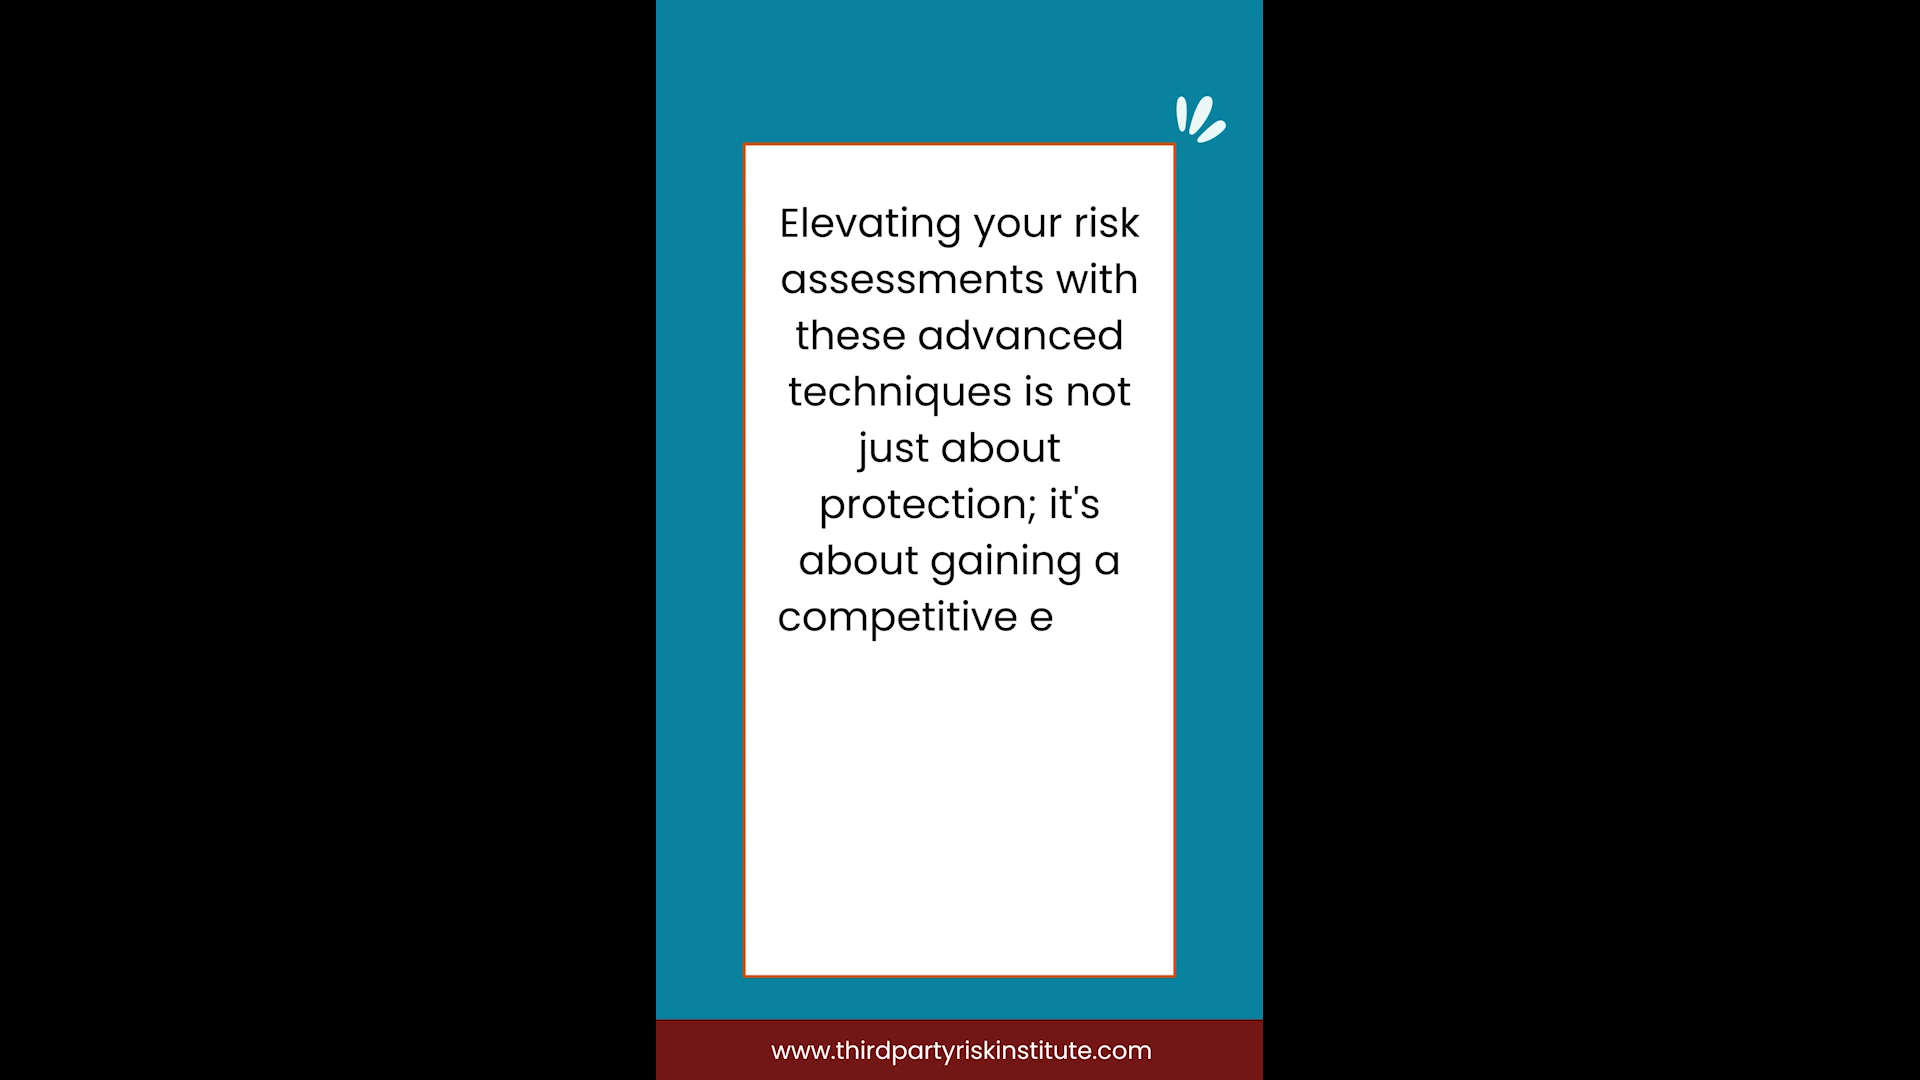 Elevating your risk
assessments with
these advanced
techniques is not
just about
protection; it's
about gaining a
competitive e
www.thirdpartyriskinstitute.com